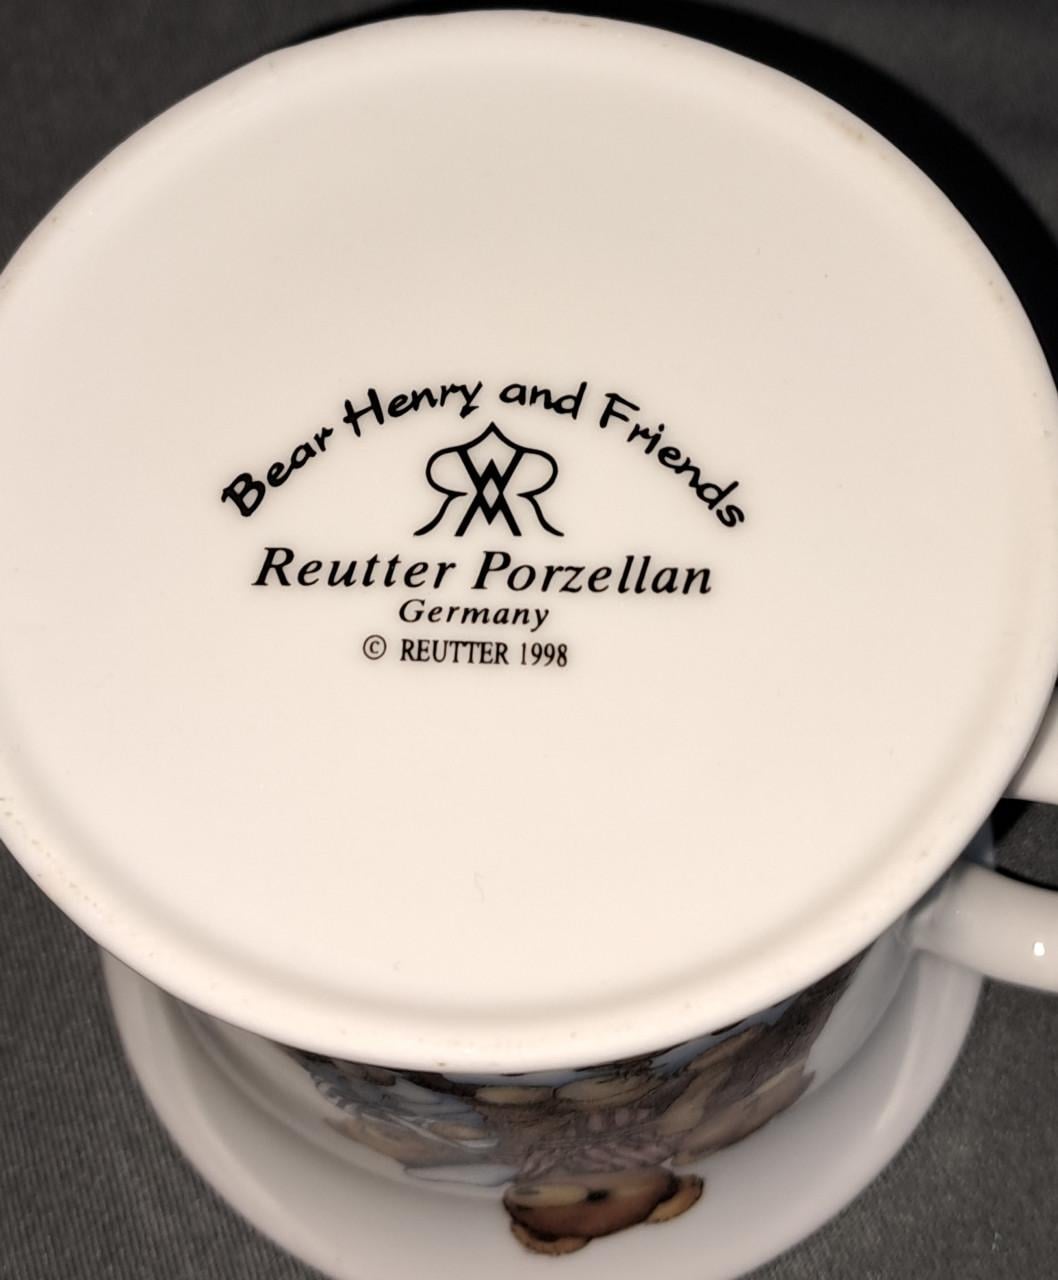 Bear Henry and Friends
Reutter Porzellan
Germany
© REUTTER 1998